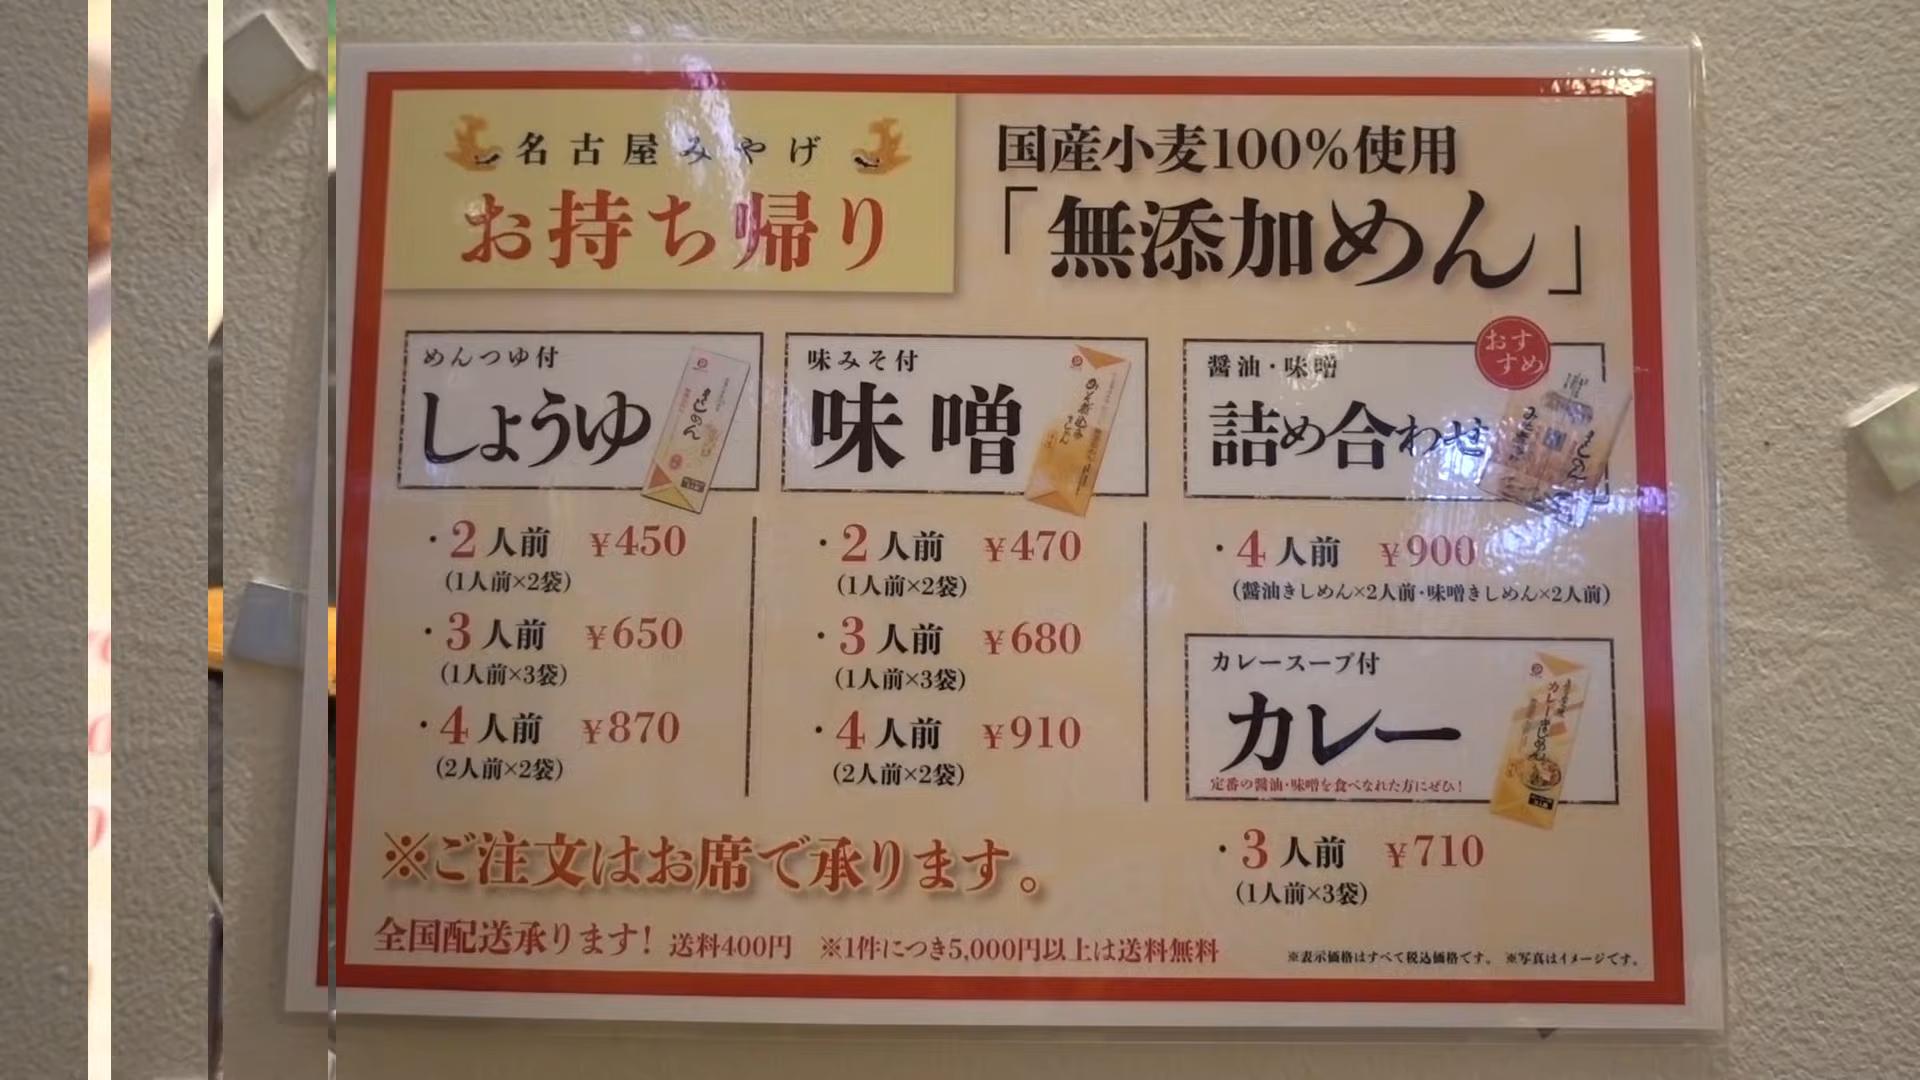 名古屋みやげ
お持ち帰り
国産小麦100%使用
「無添加めん」
めんつゆ付
しょうゆ
・2人前 ¥450
(1人前×2袋)
・3人前 ¥650
(1人前×3袋)
・4人前 ¥870
(2人前×2袋)
味みそ付
味噌
・2人前 ¥470
(1人前×2袋)
・3人前 ¥680
(1人前×3袋)
・4人前 ¥910
(2人前×2袋)
おす
すめ
醤油・味噌
詰め合わせ
・4人前 ¥900
(醤油きしめん×2人前・味噌きしめん×2人前)
カレースープ付
カレー
定番の醤油・味噌を食べなれた方にぜひ!
・3人前 ¥710
(1人前×3袋)
※ご注文はお席で承ります。
全国配送承ります! 送料400円 ※1件につき5,000円以上は送料無料
※表示価格はすべて税込価格です。 ※写真はイメージです。